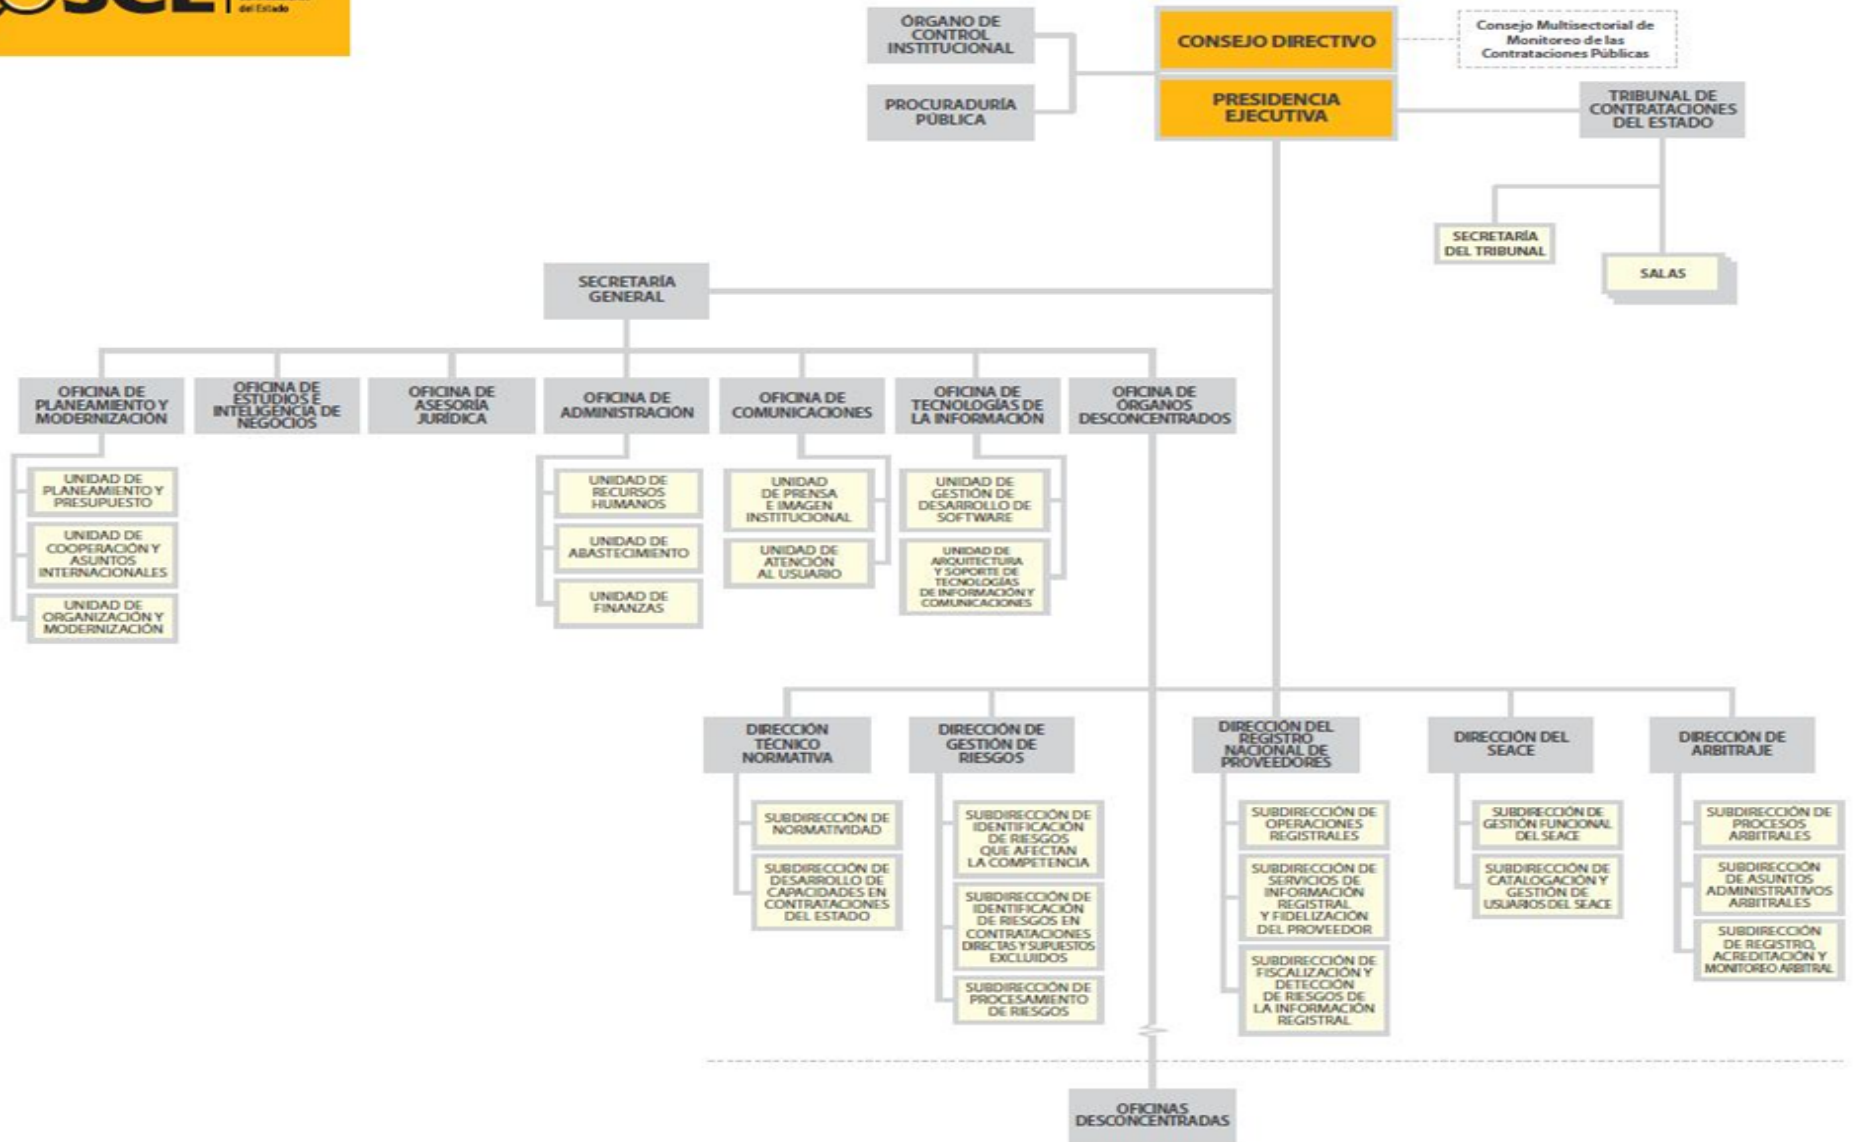 OSCE
del Estado
ÓRGANO DE
CONTROL
INSTITUCIONAL
CONSEJO DIRECTIVO
Consejo Multisectorial de
Monitoreo de las
Contrataciones Públicas
PROCURADURÍA
PÚBLICA
PRESIDENCIA
EJECUTIVA
TRIBUNAL DE
CONTRATACIONES
DEL ESTADO
SECRETARÍA
DEL TRIBUNAL
SALAS
SECRETARÍA
GENERAL
OFICINA DE
PLANEAMIENTO Y
MODERNIZACIÓN
OFICINA DE
ESTUDIOS E
INTELIGENCIA DE
NEGOCIOS
OFICINA DE
ASESORÍA
JURÍDICA
OFICINA DE
ADMINISTRACIÓN
OFICINA DE
COMUNICACIONES
OFICINA DE
TECNOLOGÍAS DE
LA INFORMACIÓN
OFICINA DE
ÓRGANOS
DESCONCENTRADOS
UNIDAD DE
PLANEAMIENTO Y
PRESUPUESTO
UNIDAD DE
COOPERACIÓN Y
ASUNTOS
INTERNACIONALES
UNIDAD DE
ORGANIZACIÓN Y
MODERNIZACIÓN
UNIDAD DE
RECURSOS
HUMANOS
UNIDAD DE
ABASTECIMIENTO
UNIDAD DE
FINANZAS
UNIDAD
DE PRENSA
E IMAGEN
INSTITUCIONAL
UNIDAD DE
ATENCIÓN
AL USUARIO
UNIDAD DE
GESTIÓN DE
DESARROLLO DE
SOFTWARE
UNIDAD DE
ARQUITECTURA
Y SOPORTE DE
TECNOLOGÍAS
DE INFORMACIÓN Y
COMUNICACIONES
DIRECCIÓN
TÉCNICO
NORMATIVA
DIRECCIÓN DE
GESTIÓN DE
RIESGOS
DIRECCIÓN DEL
REGISTRO
NACIONAL DE
PROVEEDORES
DIRECCIÓN DEL
SEACE
DIRECCIÓN DE
ARBITRAJE
SUBDIRECCIÓN DE
NORMATIVIDAD
SUBDIRECCIÓN DE
DESARROLLO DE
CAPACIDADES EN
CONTRATACIONES
DEL ESTADO
SUBDIRECCIÓN DE
IDENTIFICACIÓN
DE RIESGOS
QUE AFECTAN
LA COMPETENCIA
SUBDIRECCIÓN DE
IDENTIFICACIÓN
DE RIESGOS EN
CONTRATACIONES
DIRECTAS Y SUPUESTOS
EXCLUIDOS
SUBDIRECCIÓN DE
PROCESAMIENTO
DE RIESGOS
SUBDIRECCIÓN DE
OPERACIONES
REGISTRALES
SUBDIRECCIÓN DE
SERVICIOS DE
INFORMACIÓN
REGISTRAL
Y FIDELIZACIÓN
DEL PROVEEDOR
SUBDIRECCIÓN DE
FISCALIZACIÓN Y
DETECCIÓN
DE RIESGOS DE
LA INFORMACIÓN
REGISTRAL
SUBDIRECCIÓN DE
GESTIÓN FUNCIONAL
DEL SEACE
SUBDIRECCIÓN DE
CATALOGACIÓN Y
GESTIÓN DE
USUARIOS DEL SEACE
SUBDIRECCIÓN DE
PROCESOS
ARBITRALES
SUBDIRECCIÓN
DE ASUNTOS
ADMINISTRATIVOS
ARBITRALES
SUBDIRECCIÓN
DE REGISTRO,
ACREDITACIÓN Y
MONITOREO ARBITRAL
OFICINAS
DESCONCENTRADAS